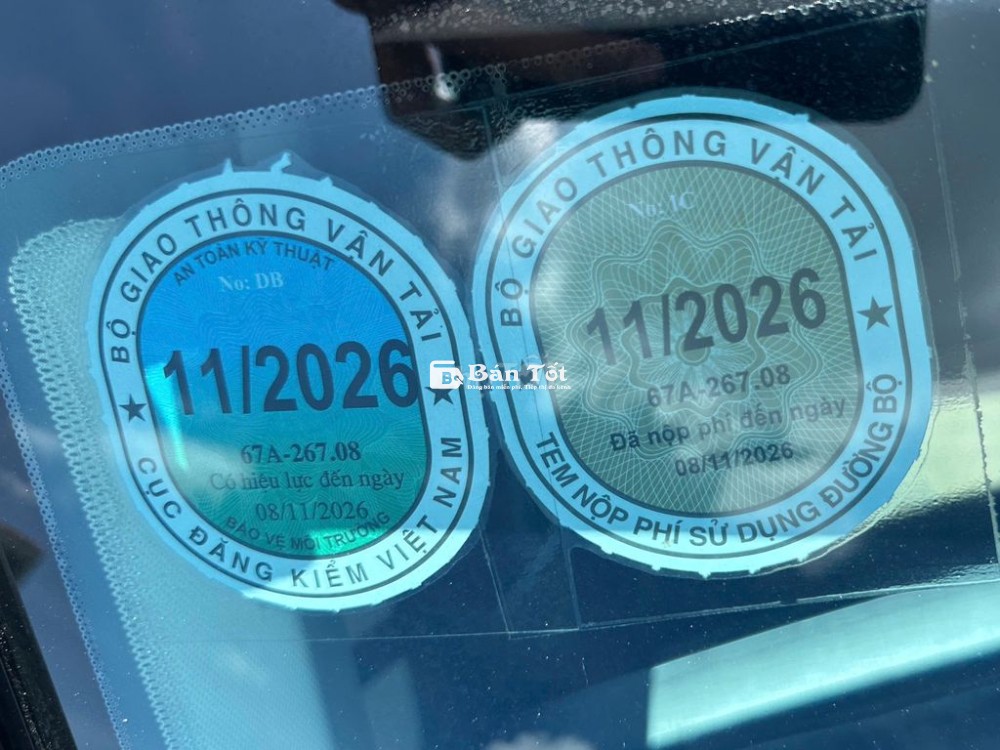 BỘ GIAO THÔNG VẬN TẢI
AN TOÀN KỸ THUẬT
No: DB
11/2026
67A-267.08
Có hiệu lực đến ngày
08/11/2026
BẢO VỆ MÔI TRƯỜNG
CỤC ĐĂNG KIỂM VIỆT NAM
BỘ GIAO THÔNG VẬN TẢI
No: IC
11/2026
67A-267.08
Đã nộp phí đến ngày
08/11/2026
TEM NỘP PHÍ SỬ DỤNG ĐƯỜNG BỘ
Bán Tốt